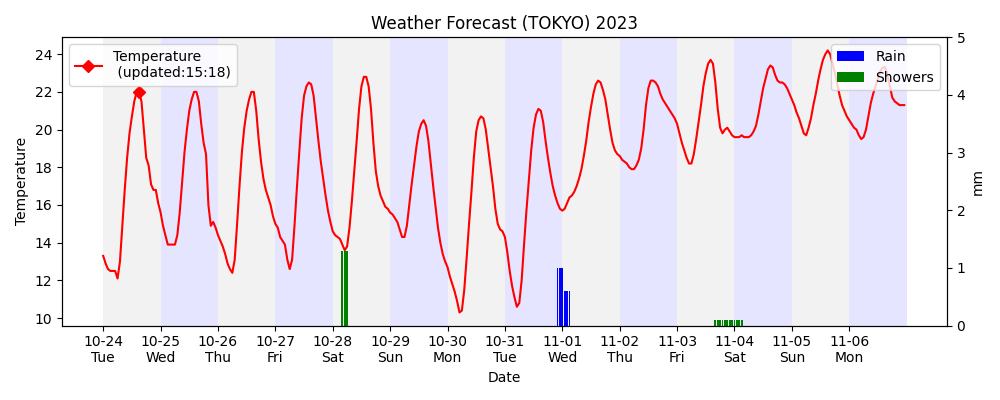 Weather Forecast (TOKYO) 2023
Temperature
(updated:15:18)
Rain
Showers
Temperature
24
22
20
18
16
14
12
10
5
4
3
2
1
0
mm
10-24 10-25 10-26 10-27 10-28 10-29 10-30 10-31 11-01 11-02 11-03 11-04 11-05 11-06
Tue Wed Thu Fri Sat Sun Mon Tue Wed Thu Fri Sat Sun Mon
Date